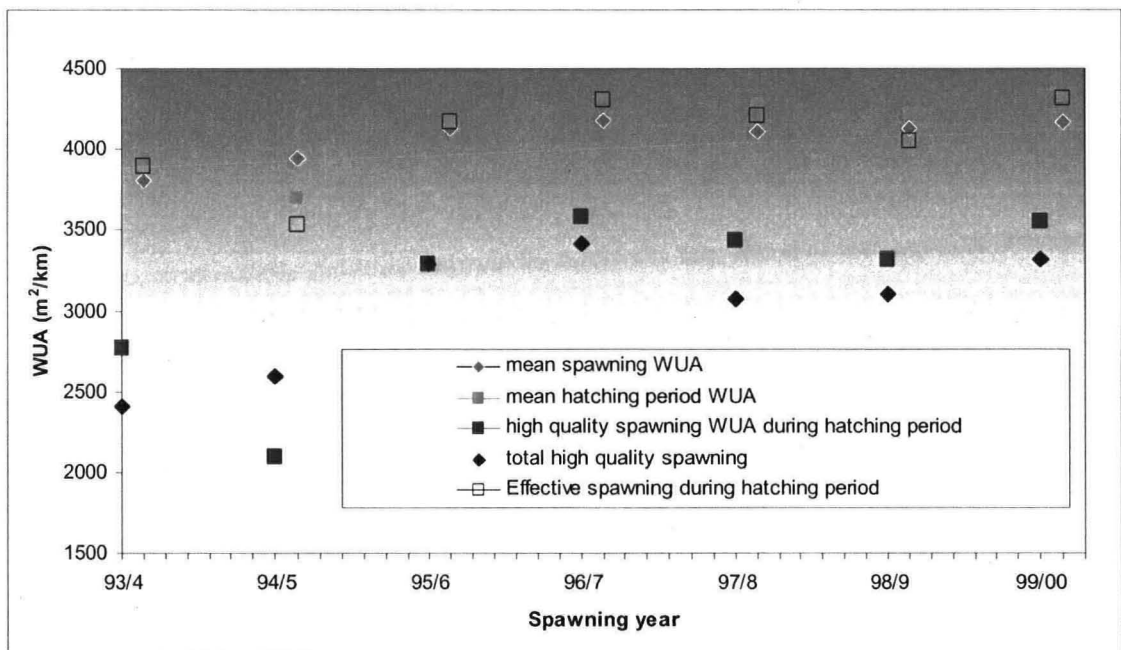 4500
4000
3500
3000
2500
2000
1500
WUA (m²/km)
mean spawning WUA
mean hatching period WUA
high quality spawning WUA during hatching period
total high quality spawning
Effective spawning during hatching period
93/4 94/5 95/6 96/7 97/8 98/9 99/00
Spawning year